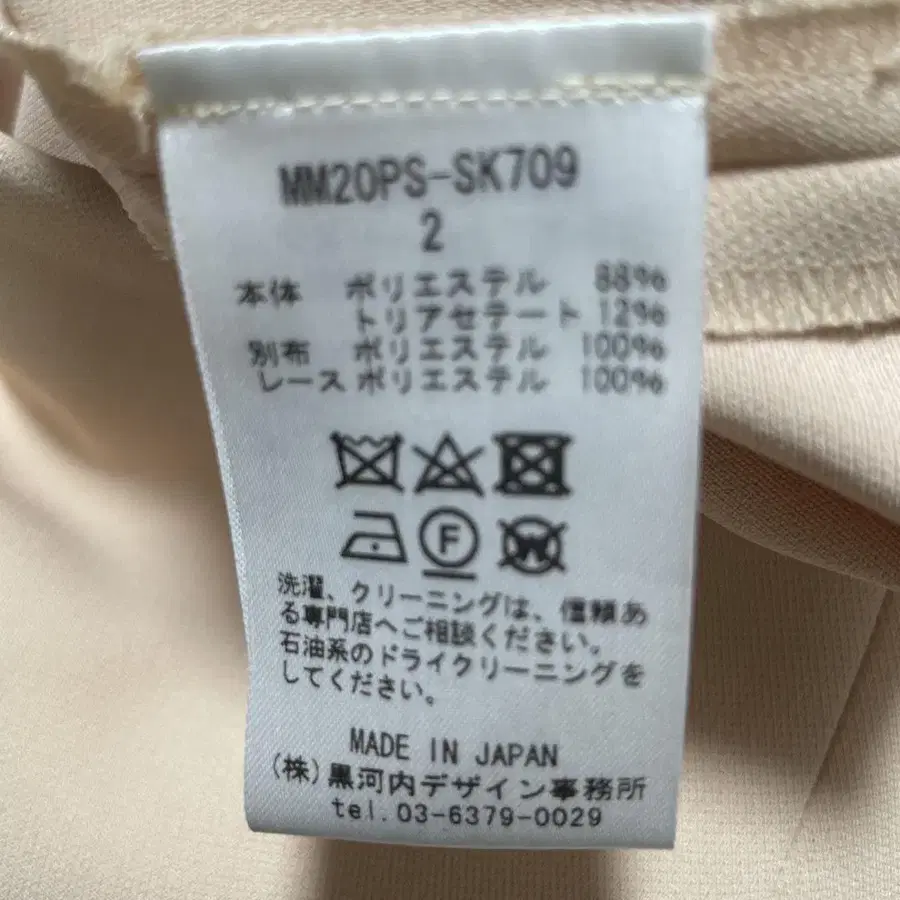 MM20PS-SK709
2
本体 ポリエステル 88%
トリアセテート 12%
別布 ポリエステル 100%
レース ポリエステル 100%
F W
洗濯、クリーニングは、信頼あ
る専門店へご相談ください。
石油系のドライクリーニングを
してください。
MADE IN JAPAN
(株)黒河内デザイン事務所
tel.03-6379-0029